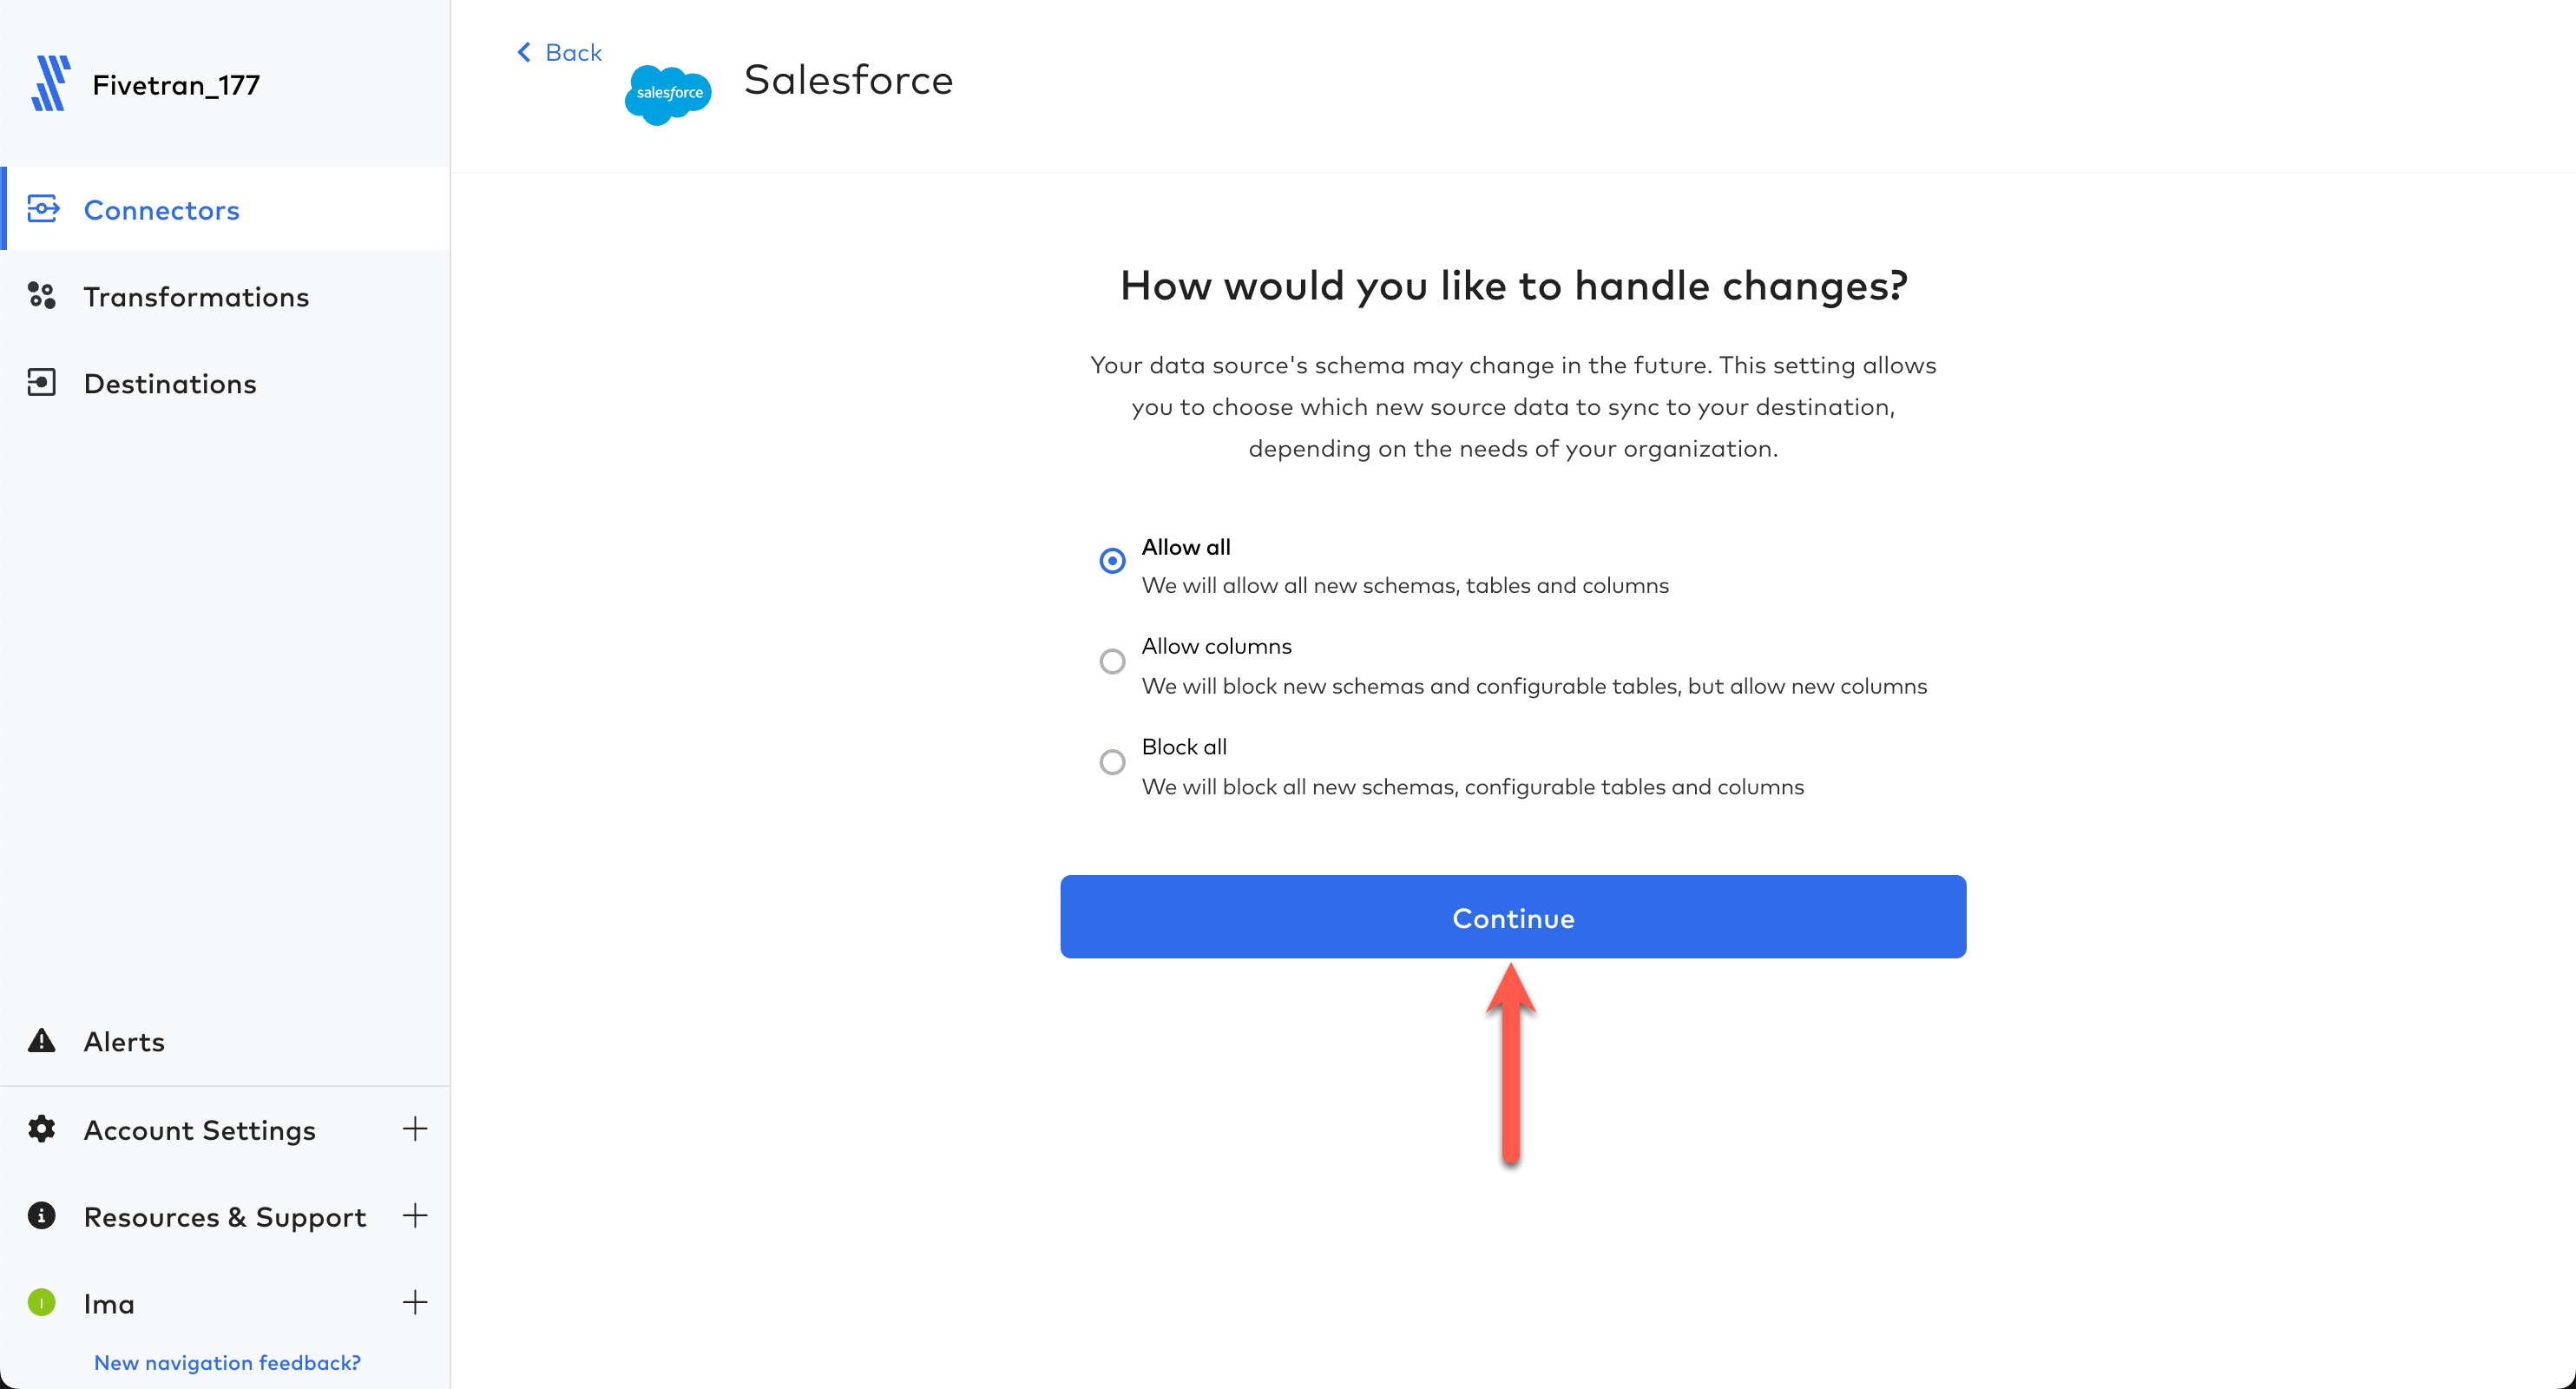 Fivetran_177
Connectors
Transformations
Destinations
Alerts
Account Settings
Resources & Support
I
Ima
New navigation feedback?
Back
salesforce
Salesforce
How would you like to handle changes?
Your data source's schema may change in the future. This setting allows
you to choose which new source data to sync to your destination,
depending on the needs of your organization.
Allow all
We will allow all new schemas, tables and columns
Allow columns
We will block new schemas and configurable tables, but allow new columns
Block all
We will block all new schemas, configurable tables and columns
Continue